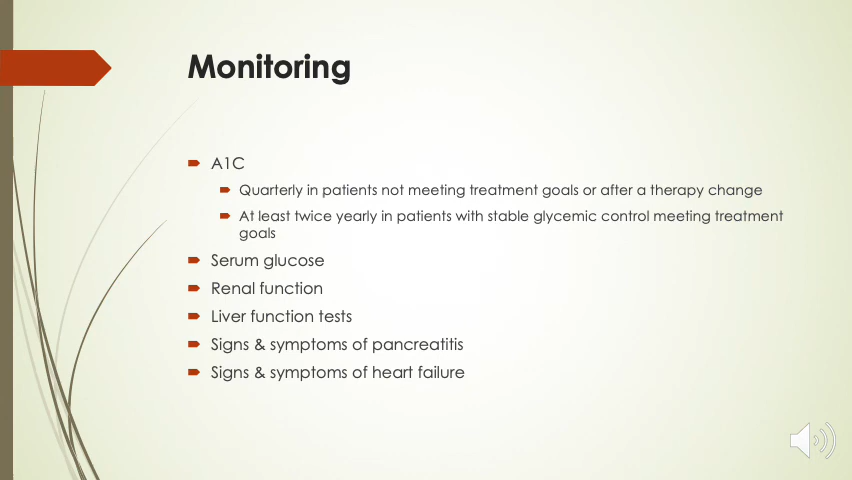 Monitoring
A1C
Quarterly in patients not meeting treatment goals or after a therapy change
At least twice yearly in patients with stable glycemic control meeting treatment
goals
Serum glucose
Renal function
Liver function tests
Signs & symptoms of pancreatitis
Signs & symptoms of heart failure